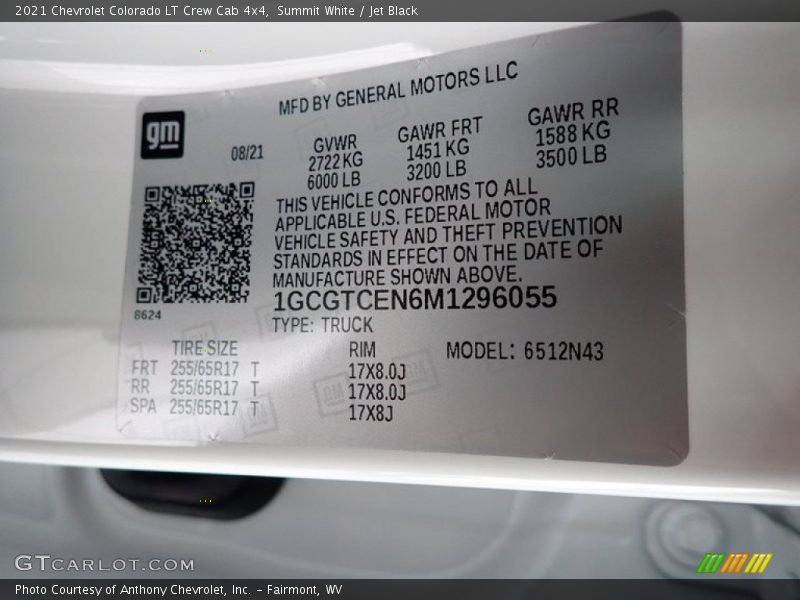 2021 Chevrolet Colorado LT Crew Cab 4x4, Summit White / Jet Black
MFD BY GENERAL MOTORS LLC
gm
08/21
GVWR
2722 KG
6000 LB
GAWR FRT
1451 KG
3200 LB
GAWR RR
1588 KG
3500 LB
THIS VEHICLE CONFORMS TO ALL
APPLICABLE U.S. FEDERAL MOTOR
VEHICLE SAFETY AND THEFT PREVENTION
STANDARDS IN EFFECT ON THE DATE OF
MANUFACTURE SHOWN ABOVE.
1GCGTCEN6M1296055
8624
TYPE: TRUCK
TIRE SIZE
FRT 255/65R17 T
RR 255/65R17 T
SPA 255/65R17 T
RIM
17X8.0J
17X8.0J
17X8J
MODEL: 6512N43
GTCARLOT.COM
Photo Courtesy of Anthony Chevrolet, Inc. – Fairmont, WV